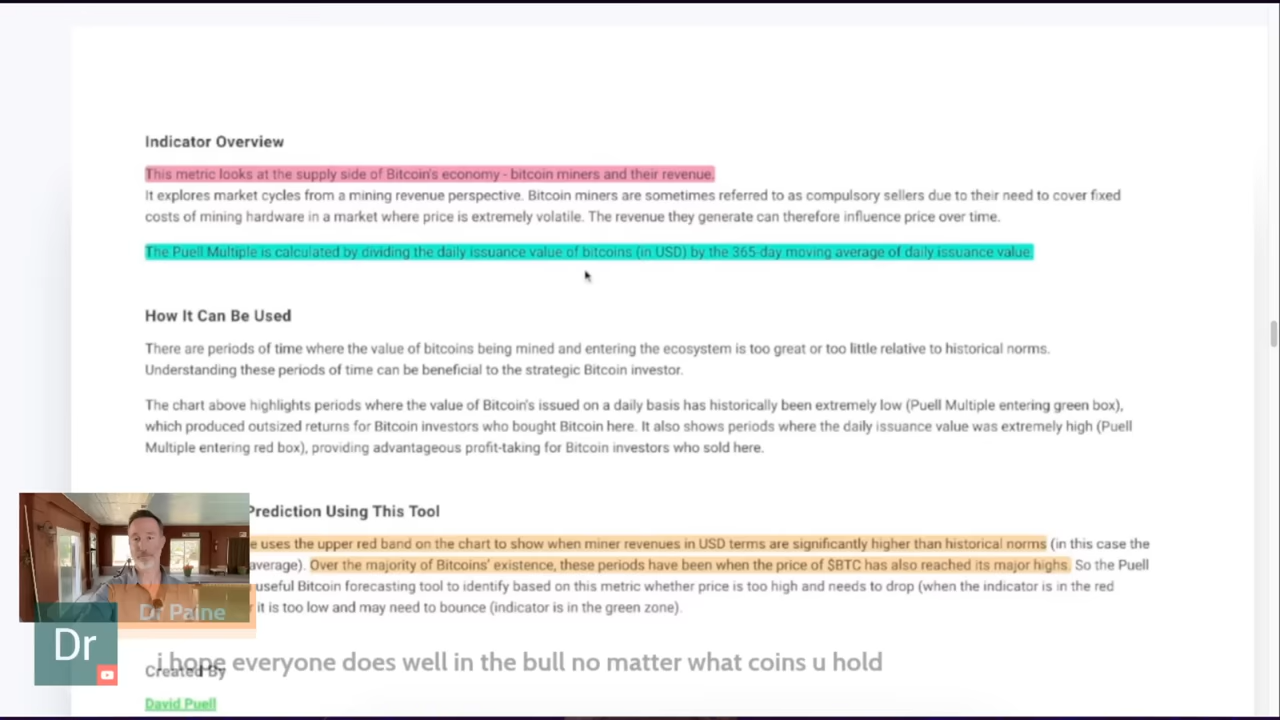 Indicator Overview
This metric looks at the supply side of Bitcoin's economy - bitcoin miners and their revenue.
It explores market cycles from a mining revenue perspective. Bitcoin miners are sometimes referred to as compulsory sellers due to their need to cover fixed
costs of mining hardware in a market where price is extremely volatile. The revenue they generate can therefore influence price over time.
The Puell Multiple is calculated by dividing the daily issuance value of bitcoins (in USD) by the 365-day moving average of daily issuance value.
How It Can Be Used
There are periods of time where the value of bitcoins being mined and entering the ecosystem is too great or too little relative to historical norms.
Understanding these periods of time can be beneficial to the strategic Bitcoin investor.
The chart above highlights periods where the value of Bitcoin's issued on a daily basis has historically been extremely low (Puell Multiple entering green box),
which produced outsized returns for Bitcoin investors who bought Bitcoin here. It also shows periods where the daily issuance value was extremely high (Puell
Multiple entering red box), providing advantageous profit-taking for Bitcoin investors who sold here.
Prediction Using This Tool
uses the upper red band on the chart to show when miner revenues in USD terms are significantly higher than historical norms (in this case the
average). Over the majority of Bitcoins' existence, these periods have been when the price of $BTC has also reached its major highs. So the Puell
useful Bitcoin forecasting tool to identify based on this metric whether price is too high and needs to drop (when the indicator is in the red
it is too low and may need to bounce (indicator is in the green zone).
Dr Paine
Dr
i hope everyone does well in the bull no matter what coins u hold
Created By
David Puell